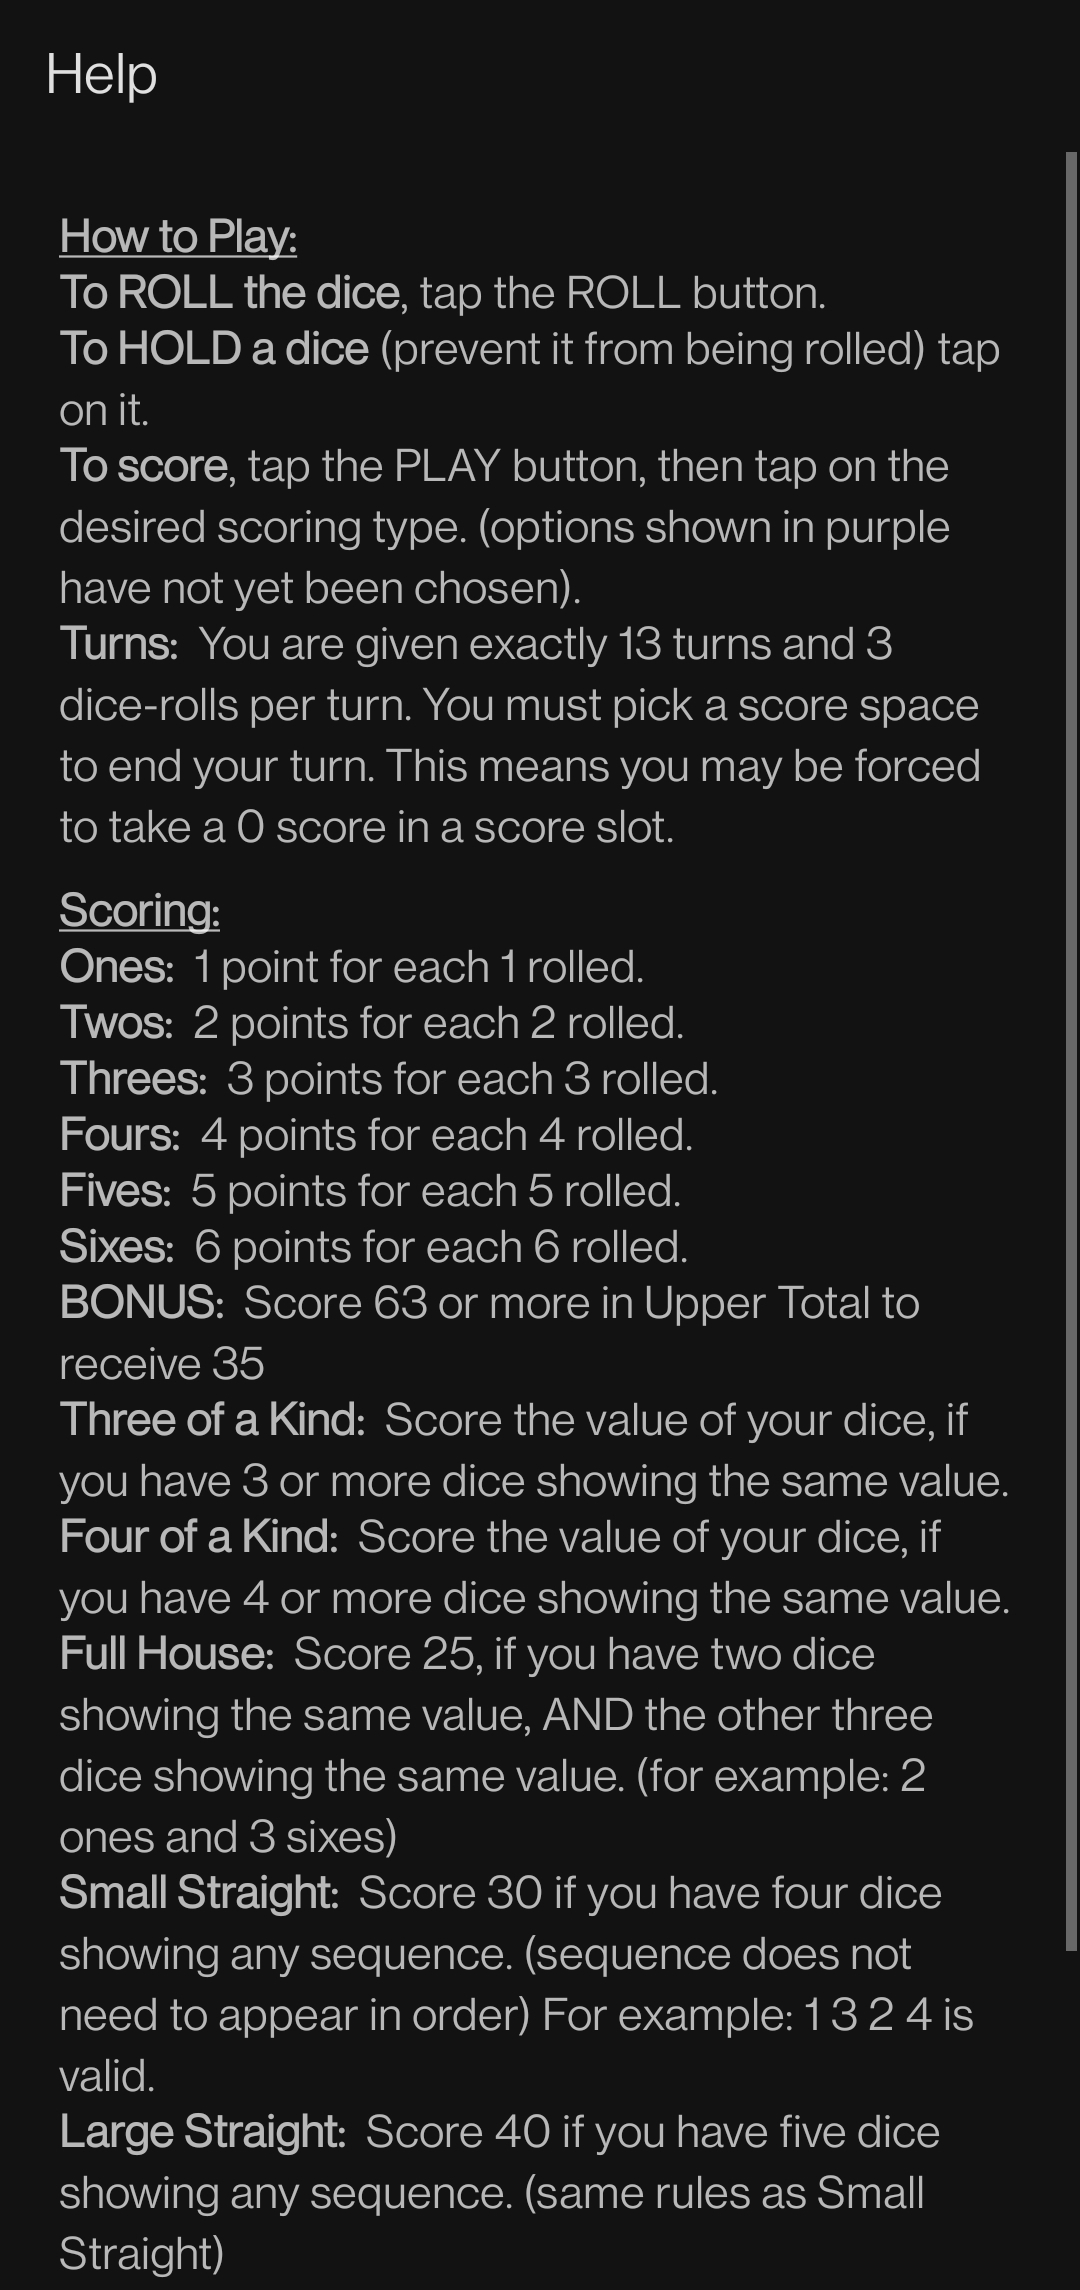 Help
How to Play:
To ROLL the dice, tap the ROLL button.
To HOLD a dice (prevent it from being rolled) tap
on it.
To score, tap the PLAY button, then tap on the
desired scoring type. (options shown in purple
have not yet been chosen).
Turns:  You are given exactly 13 turns and 3
dice-rolls per turn. You must pick a score space
to end your turn. This means you may be forced
to take a 0 score in a score slot.
Scoring:
Ones:  1 point for each 1 rolled.
Twos:  2 points for each 2 rolled.
Threes:  3 points for each 3 rolled.
Fours:  4 points for each 4 rolled.
Fives:  5 points for each 5 rolled.
Sixes:  6 points for each 6 rolled.
BONUS:  Score 63 or more in Upper Total to
receive 35
Three of a Kind:  Score the value of your dice, if
you have 3 or more dice showing the same value.
Four of a Kind:  Score the value of your dice, if
you have 4 or more dice showing the same value.
Full House:  Score 25, if you have two dice
showing the same value, AND the other three
dice showing the same value. (for example: 2
ones and 3 sixes)
Small Straight:  Score 30 if you have four dice
showing any sequence. (sequence does not
need to appear in order) For example: 1 3 2 4 is
valid.
Large Straight:  Score 40 if you have five dice
showing any sequence. (same rules as Small
Straight)